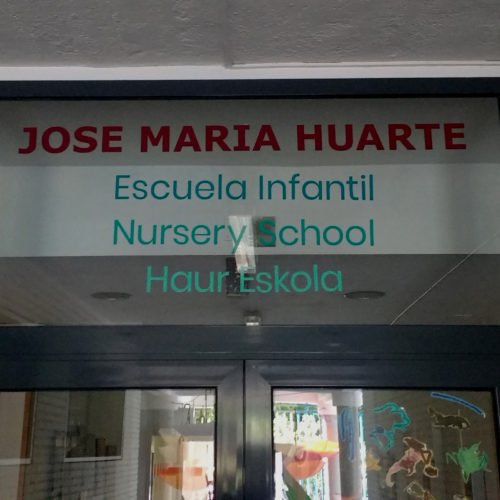 JOSE MARIA HUARTE
Escuela Infantil
Nursery School
Haur Eskola